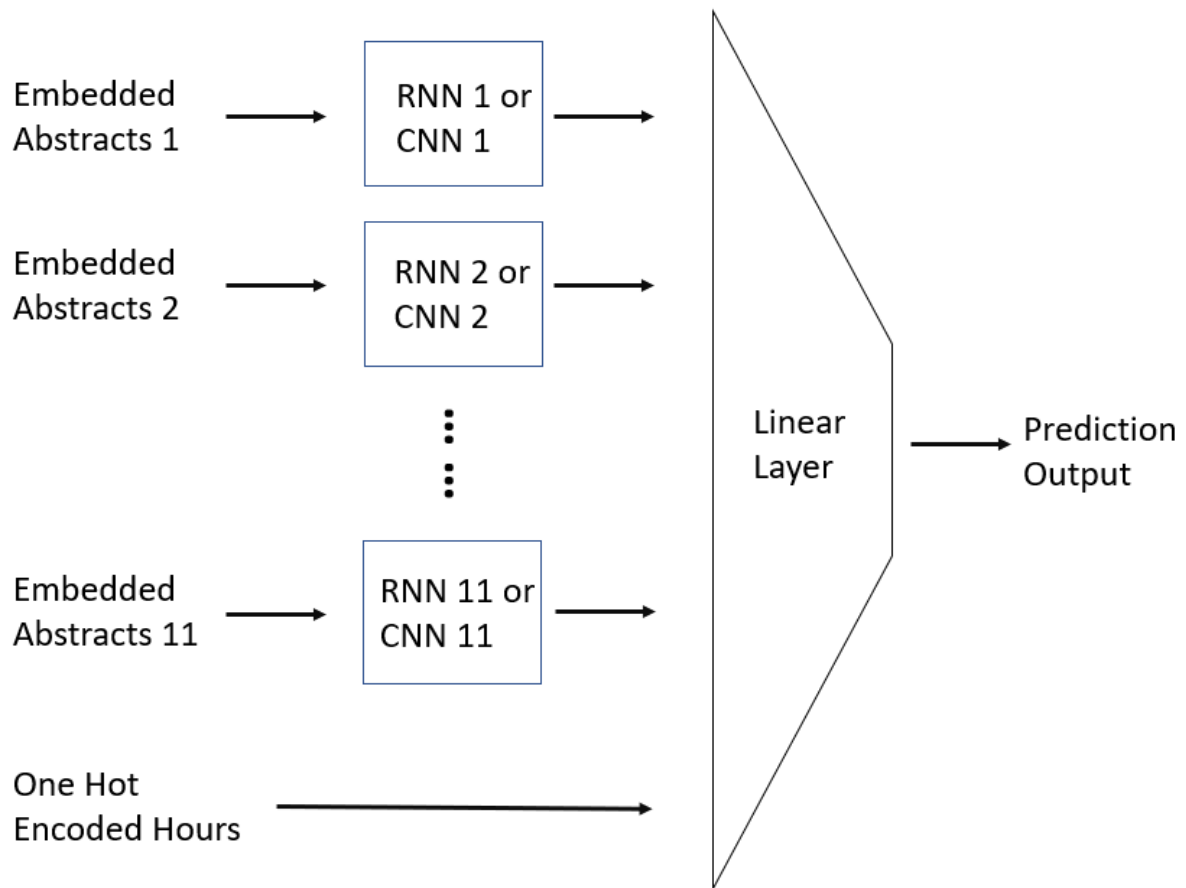 Embedded
Abstracts 1
RNN 1 or
CNN 1
Embedded
Abstracts 2
RNN 2 or
CNN 2
Linear
Layer
Prediction
Output
Embedded
Abstracts 11
RNN 11 or
CNN 11
One Hot
Encoded Hours